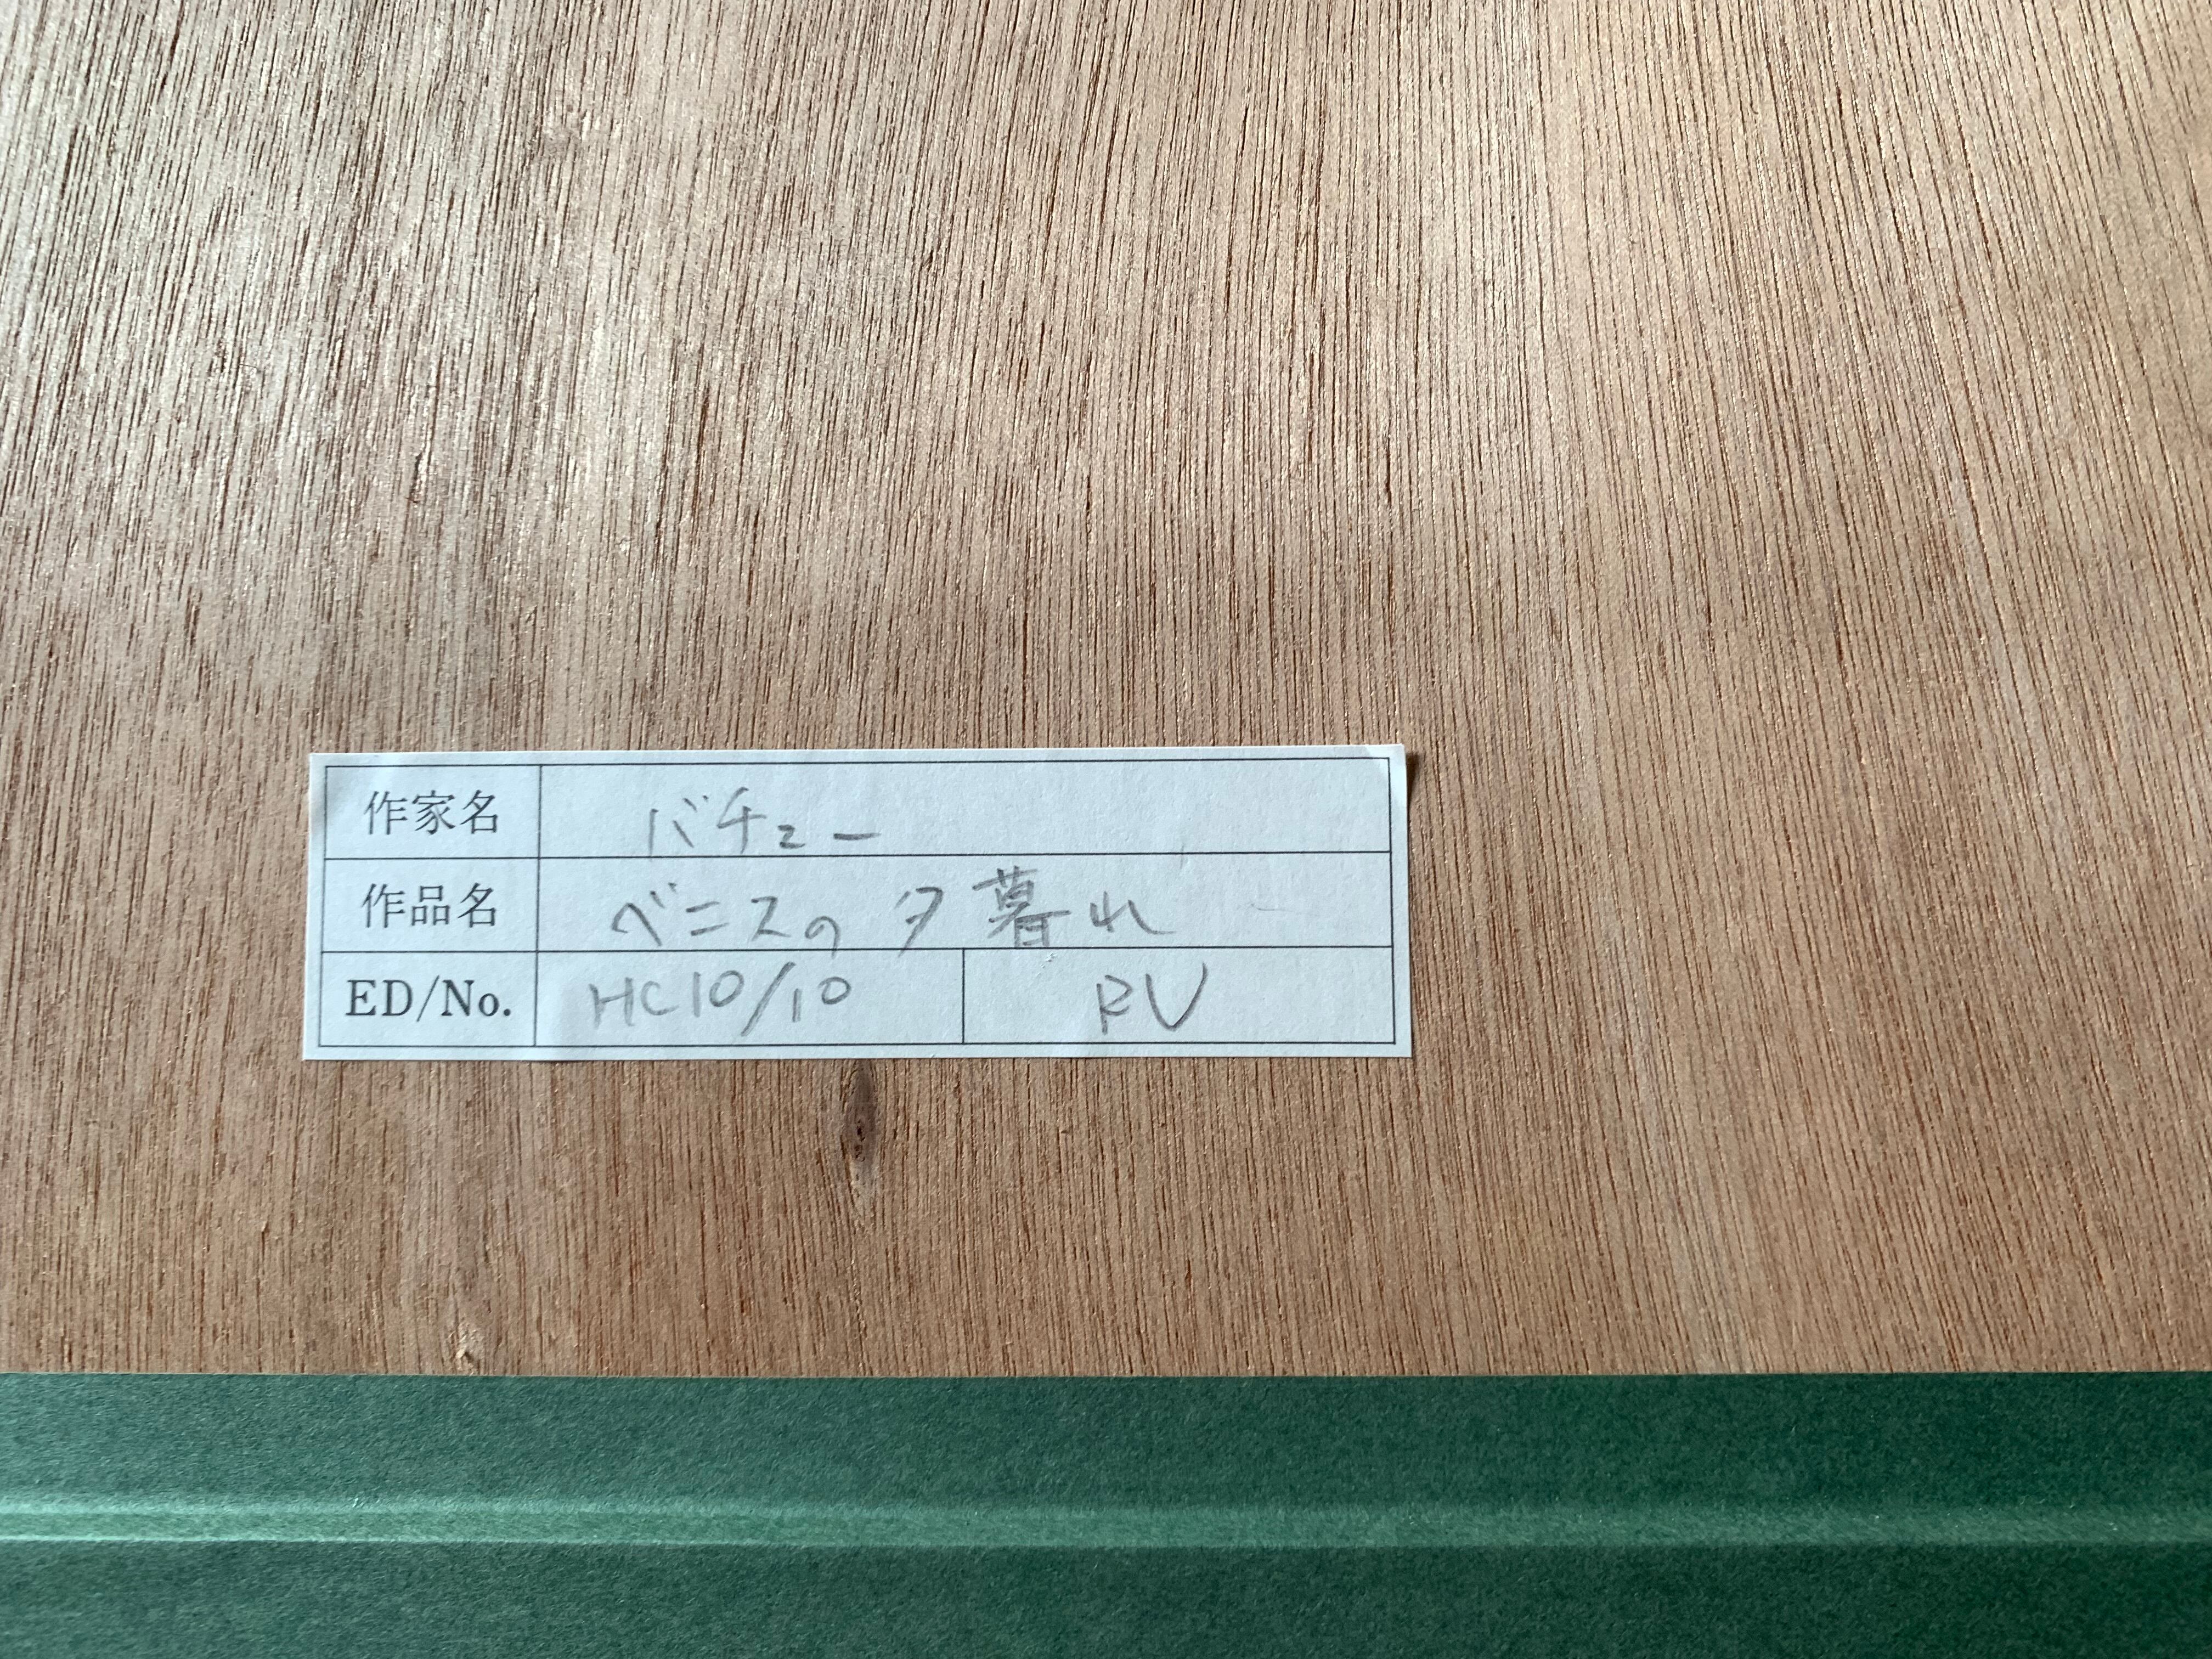 作家名 バチュー
作品名 ベニスの夕暮れ
ED/No. HC10/10 RV